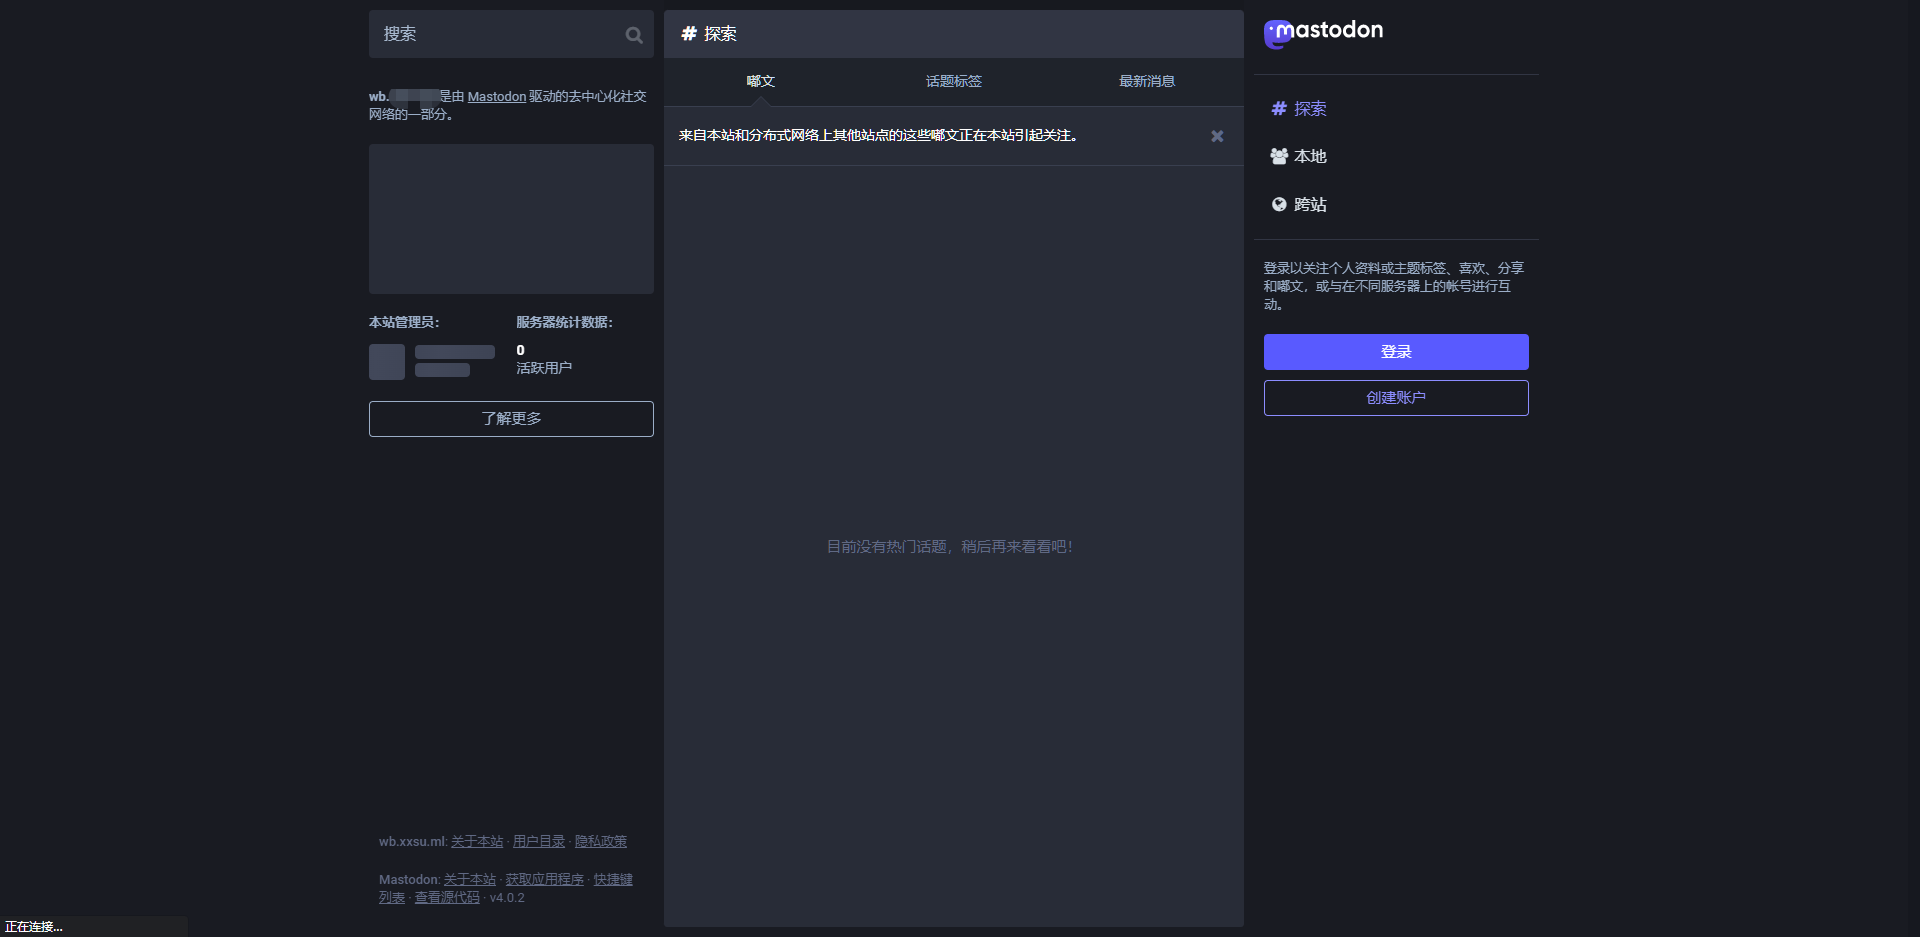 搜索
wb.是由 Mastodon 驱动的去中心化社交
网络的一部分。
本站管理员：
服务器统计数据：
0
活跃用户
了解更多
wb.xxsu.ml: 关于本站 · 用户目录 · 隐私政策
Mastodon: 关于本站 · 获取应用程序 · 快捷键
列表 · 查看源代码 · v4.0.2
正在连接...
# 探索
嘟文
话题标签
最新消息
来自本站和分布式网络上其他站点的这些嘟文正在本站引起关注。
目前没有热门话题，稍后再来看看吧！
mastodon
# 探索
本地
跨站
登录以关注个人资料或主题标签、喜欢、分享
和嘟文，或与在不同服务器上的帐号进行互
动。
登录
创建账户